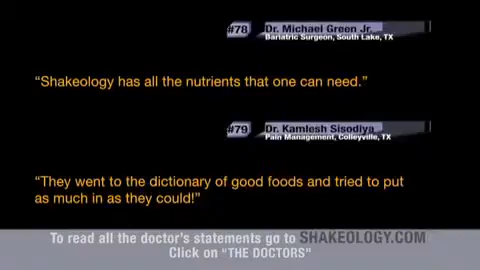 #78 Dr. Michael Green Jr.
Bariatric Surgeon, South Lake, TX
“Shakeology has all the nutrients that one can need.”
#79 Dr. Kamlesh Sisodiya
Pain Management, Colleyville, TX
“They went to the dictionary of good foods and tried to put
as much in as they could!”
To read all the doctor's statements go to SHAKEOLOGY.COM
Click on "THE DOCTORS"